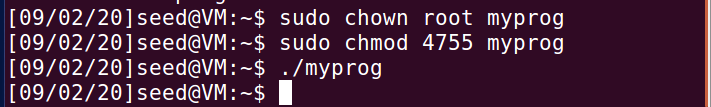 [09/02/20]seed@VM:~$ sudo chown root myprog
[09/02/20]seed@VM:~$ sudo chmod 4755 myprog
[09/02/20]seed@VM:~$ ./myprog
[09/02/20]seed@VM:~$